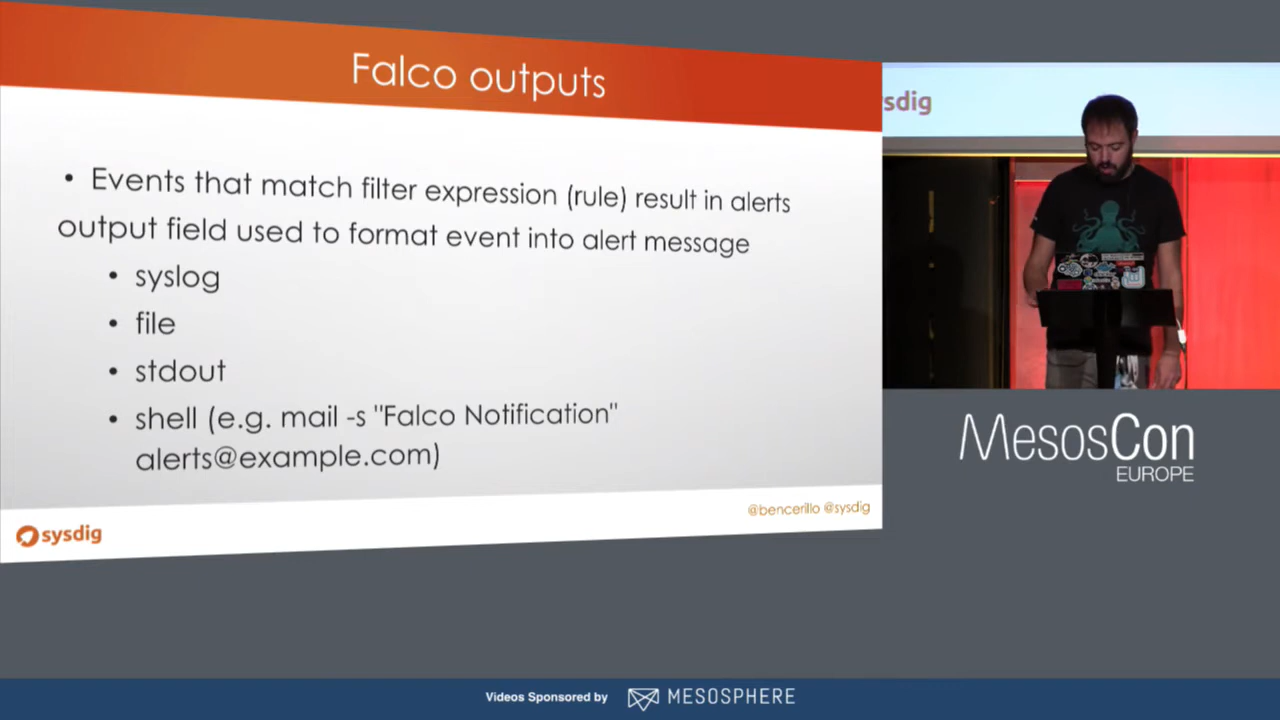 Falco outputs
• Events that match filter expression (rule) result in alerts
output field used to format event into alert message
• syslog
• file
• stdout
• shell (e.g. mail -s "Falco Notification"
alerts@example.com)
@bencerillo @sysdig
sysdig
sysdig
MesosCon
EUROPE
Videos Sponsored by MESOSPHERE